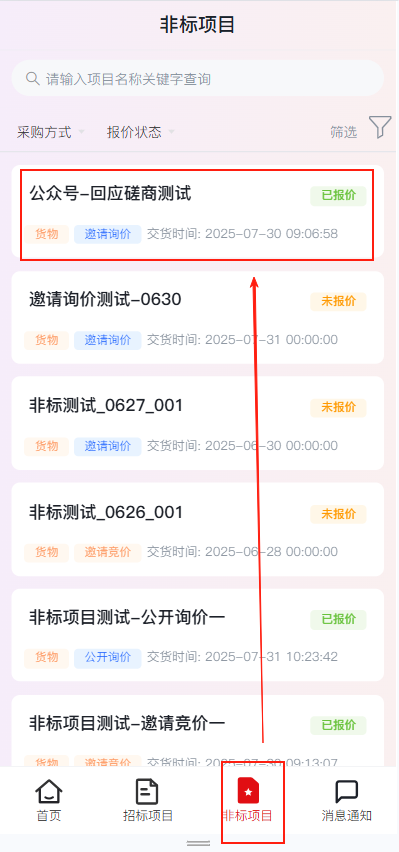 非标项目
请输入项目名称关键字查询
采购方式 报价状态 筛选
公众号-回应磋商测试 已报价
货物 邀请询价 交货时间: 2025-07-30 09:06:58
邀请询价测试-0630 未报价
货物 邀请询价 交货时间: 2025-07-31 00:00:00
非标测试_0627_001 未报价
货物 邀请询价 交货时间: 2025-06-30 00:00:00
非标测试_0626_001 未报价
货物 邀请竞价 交货时间: 2025-06-28 00:00:00
非标项目测试-公开询价一 已报价
货物 公开询价 交货时间: 2025-07-31 10:23:42
非标项目测试-邀请竞价一 已报价
货物 邀请竞价 交货时间: 2025-07-30 09:13:07
首页 招标项目 非标项目 消息通知